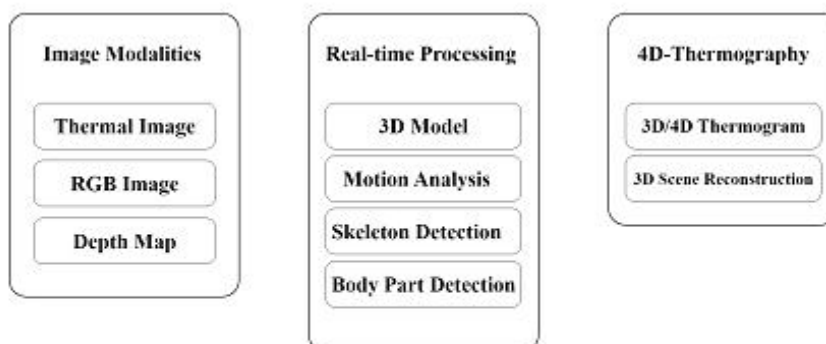 Image Modalities
Thermal Image
RGB Image
Depth Map
Real-time Processing
3D Model
Motion Analysis
Skeleton Detection
Body Part Detection
4D-Thermography
3D/4D Thermogram
3D Scene Reconstruction